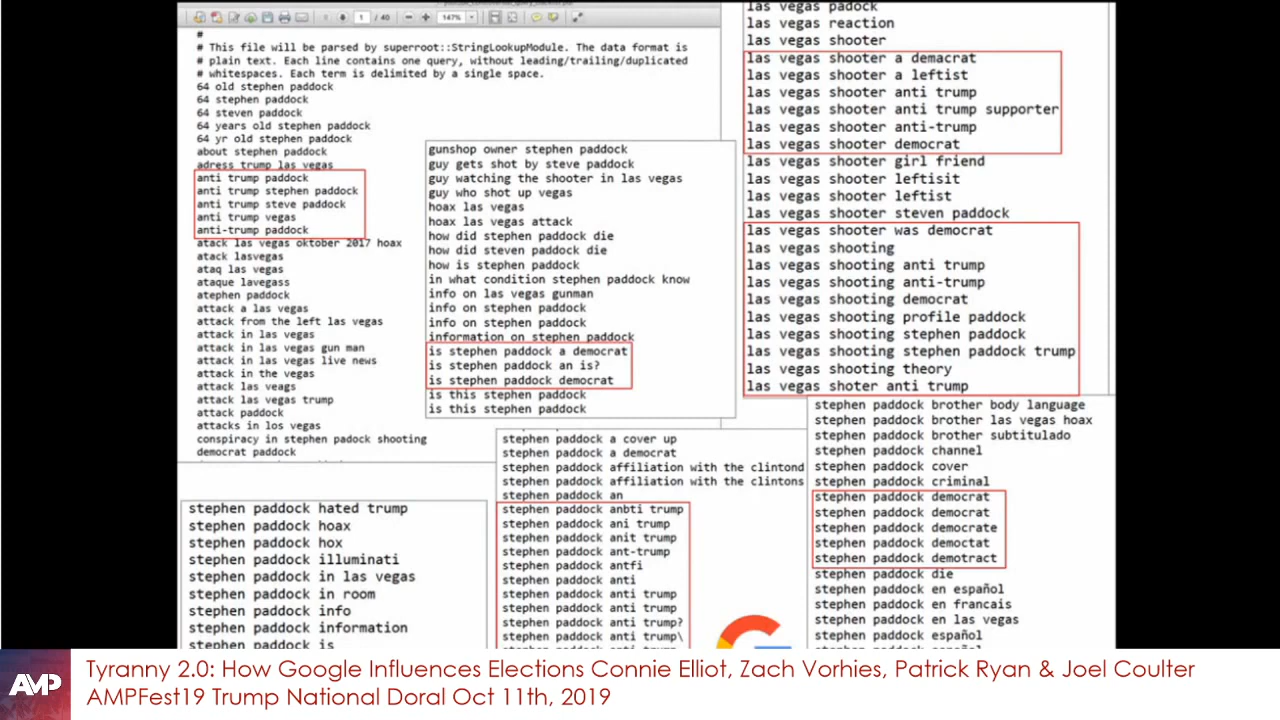 1 / 40
147%
#
# This file will be parsed by superroot::StringLookupModule. The data format is
# plain text. Each line contains one query, without leading/trailing/duplicated
# whitespaces. Each term is delimited by a single space.
64 old stephen paddock
64 stephen paddock
64 steven paddock
64 years old stephen paddock
64 yr old stephen paddock
about stephen paddock
adress trump las vegas
anti trump paddock
anti trump stephen paddock
anti trump steve paddock
anti trump vegas
anti-trump paddock
atack las vegas oktober 2017 hoax
atack lasvegas
ataq las vegas
ataque lavegass
atephen paddock
attack a las vegas
attack from the left las vegas
attack in las vegas
attack in las vegas gun man
attack in las vegas live news
attack in the vegas
attack las veags
attack las vegas trump
attack paddock
attacks in los vegas
conspiracy in stephen padock shooting
democrat paddock
gunshop owner stephen paddock
guy gets shot by steve paddock
guy watching the shooter in las vegas
guy who shot up vegas
hoax las vegas
hoax las vegas attack
how did stephen paddock die
how did steven paddock die
how is stephen paddock
in what condition stephen paddock know
info on las vegas gunman
info on stephen paddock
info on stephen paddock
information on stephen paddock
is stephen paddock a democrat
is stephen paddock an is?
is stephen paddock democrat
is this stephen paddock
is this stephen paddock
las vegas padock
las vegas reaction
las vegas shooter
las vegas shooter a demacrat
las vegas shooter a leftist
las vegas shooter anti trump
las vegas shooter anti trump supporter
las vegas shooter anti-trump
las vegas shooter democrat
las vegas shooter girl friend
las vegas shooter leftisit
las vegas shooter leftist
las vegas shooter steven paddock
las vegas shooter was democrat
las vegas shooting
las vegas shooting anti trump
las vegas shooting anti-trump
las vegas shooting democrat
las vegas shooting profile paddock
las vegas shooting stephen paddock
las vegas shooting stephen paddock trump
las vegas shooting theory
las vegas shoter anti trump
stephen paddock hated trump
stephen paddock hoax
stephen paddock hox
stephen paddock illuminati
stephen paddock in las vegas
stephen paddock in room
stephen paddock info
stephen paddock information
stephen paddock is
stephen paddock a cover up
stephen paddock a democrat
stephen paddock affiliation with the clintond
stephen paddock affiliation with the clintons
stephen paddock an
stephen paddock anbti trump
stephen paddock ani trump
stephen paddock anit trump
stephen paddock ant-trump
stephen paddock antfi
stephen paddock anti
stephen paddock anti trump
stephen paddock anti trump
stephen paddock anti trump?
stephen paddock anti trump\
stephen paddock brother body language
stephen paddock brother las vegas hoax
stephen paddock brother subtitulado
stephen paddock channel
stephen paddock cover
stephen paddock criminal
stephen paddock democrat
stephen paddock democrat
stephen paddock democrate
stephen paddock democtat
stephen paddock demotract
stephen paddock die
stephen paddock en español
stephen paddock en francais
stephen paddock en las vegas
stephen paddock español
AMP
Tyranny 2.0: How Google Influences Elections Connie Elliot, Zach Vorhies, Patrick Ryan & Joel Coulter
AMPFest19 Trump National Doral Oct 11th, 2019